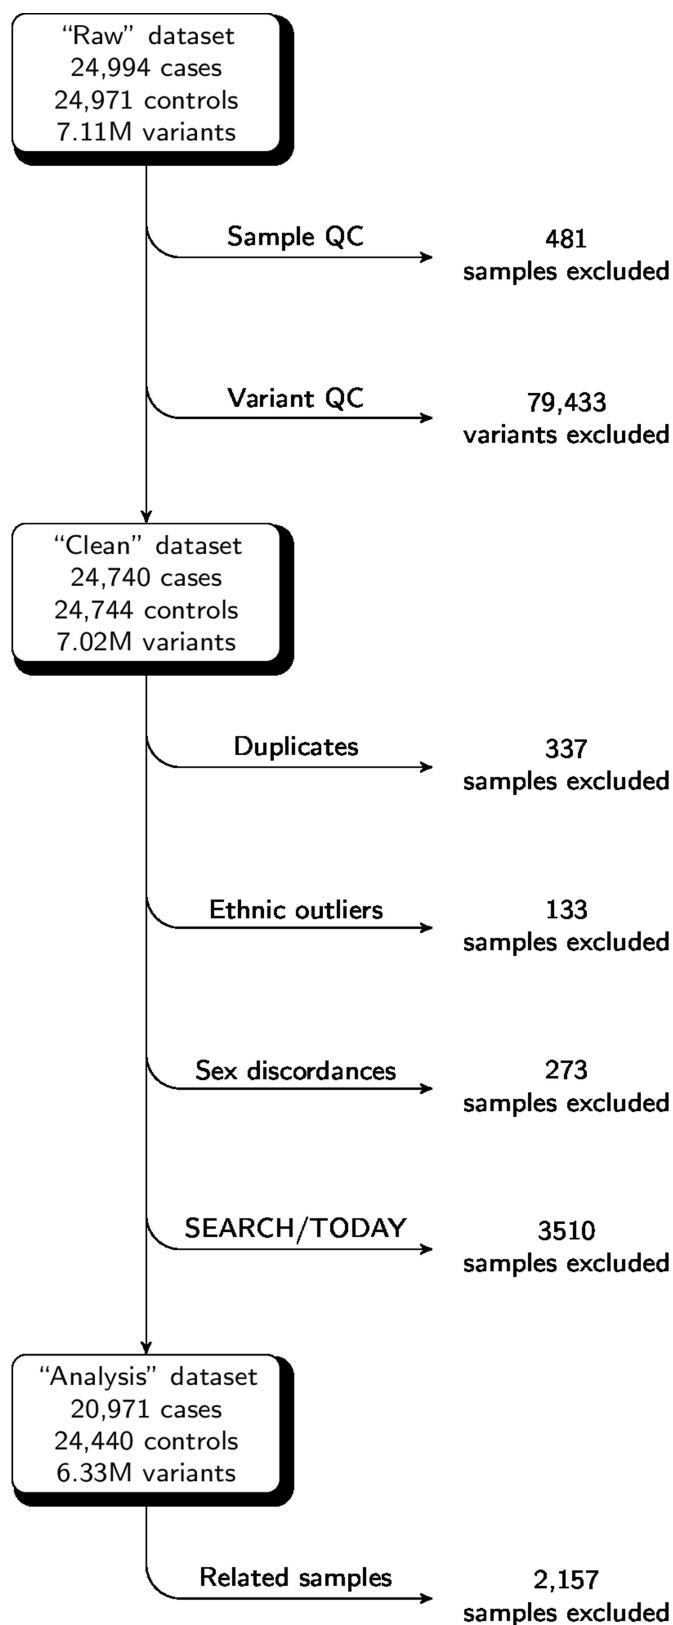 “Raw” dataset
24,994 cases
24,971 controls
7.11M variants
Sample QC
481
samples excluded
Variant QC
79,433
variants excluded
“Clean” dataset
24,740 cases
24,744 controls
7.02M variants
Duplicates
337
samples excluded
Ethnic outliers
133
samples excluded
Sex discordances
273
samples excluded
SEARCH/TODAY
3510
samples excluded
“Analysis” dataset
20,971 cases
24,440 controls
6.33M variants
Related samples
2,157
samples excluded